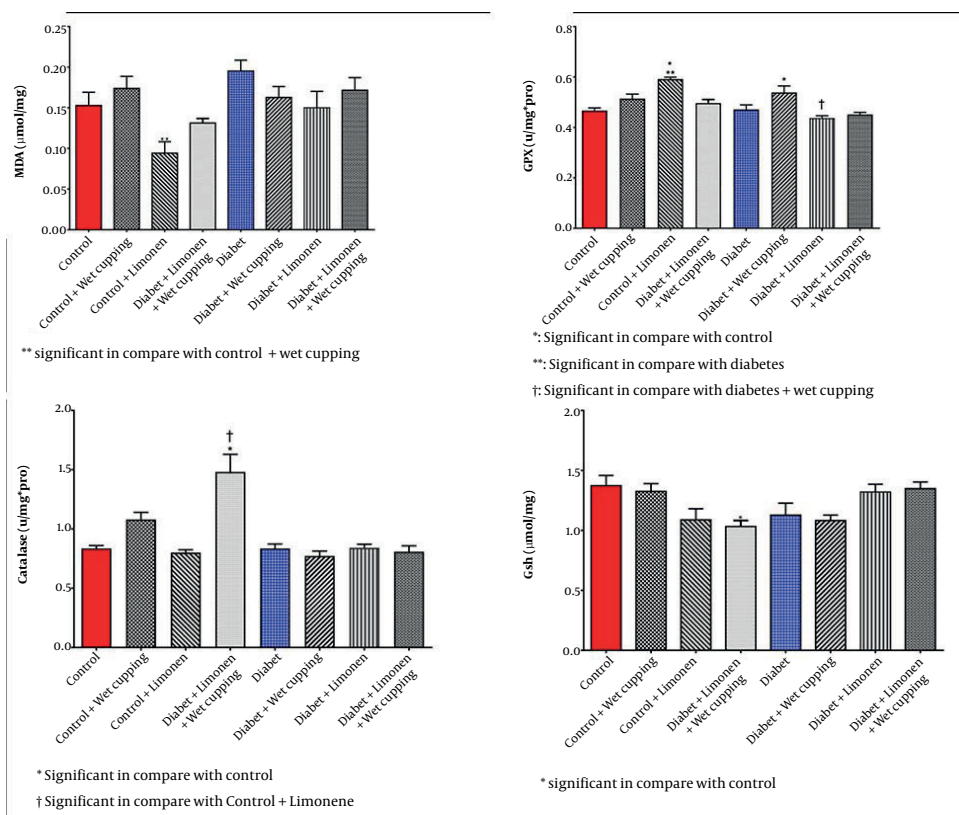 MDA (µmol/mg)
0.25
0.20
0.15
0.10
0.05
0.00
**
Control
Control + Wet cupping
Control + Limonen
Diabet + Limonen
+ Wet cupping
Diabet
Diabet + Wet cupping
Diabet + Limonen
Diabet + Limonen
+ Wet cupping
** significant in compare with control + wet cupping
GPX (u/mg*pro)
0.8
0.6
0.4
0.2
0.0
*
**
*
†
Control
Control + Wet cupping
Control + Limonen
Diabet + Limonen
+ Wet cupping
Diabet
Diabet + Wet cupping
Diabet + Limonen
Diabet + Limonen
+ Wet cupping
*: Significant in compare with control
**: Significant in compare with diabetes
†: Significant in compare with diabetes + wet cupping
Catalase (u/mg*pro)
2.0
1.5
1.0
0.5
0.0
†
*
Control
Control + Wet cupping
Control + Limonen
Diabet + Limonen
+ Wet cupping
Diabet
Diabet + Wet cupping
Diabet + Limonen
Diabet + Limonen
+ Wet cupping
* Significant in compare with control
† Significant in compare with Control + Limonene
Gsh (µmol/mg)
2.0
1.5
1.0
0.5
0.0
*
Control
Control + Wet cupping
Control + Limonen
Diabet + Limonen
+ Wet cupping
Diabet
Diabet + Wet cupping
Diabet + Limonen
Diabet + Limonen
+ Wet cupping
* significant in compare with control